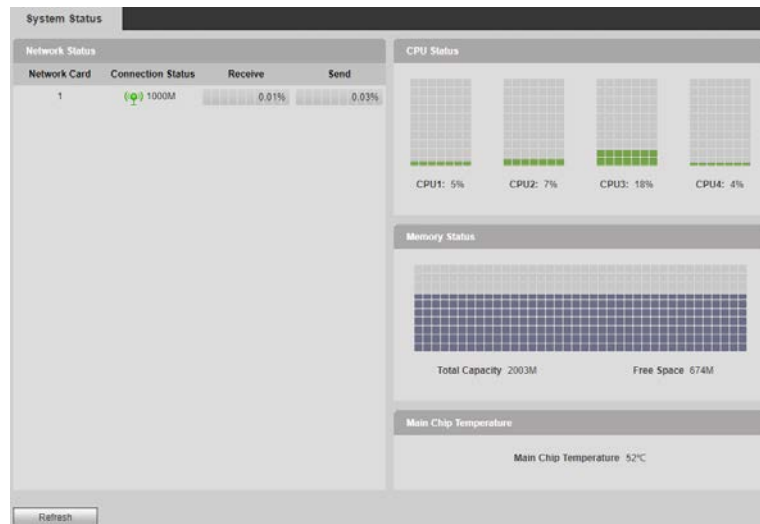 System Status
Network Status
Network Card Connection Status Receive Send
1 1000M 0.01% 0.03%
CPU Status
CPU1: 5% CPU2: 7% CPU3: 18% CPU4: 4%
Memory Status
Total Capacity 2003M Free Space 674M
Main Chip Temperature
Main Chip Temperature 52°C
Refresh